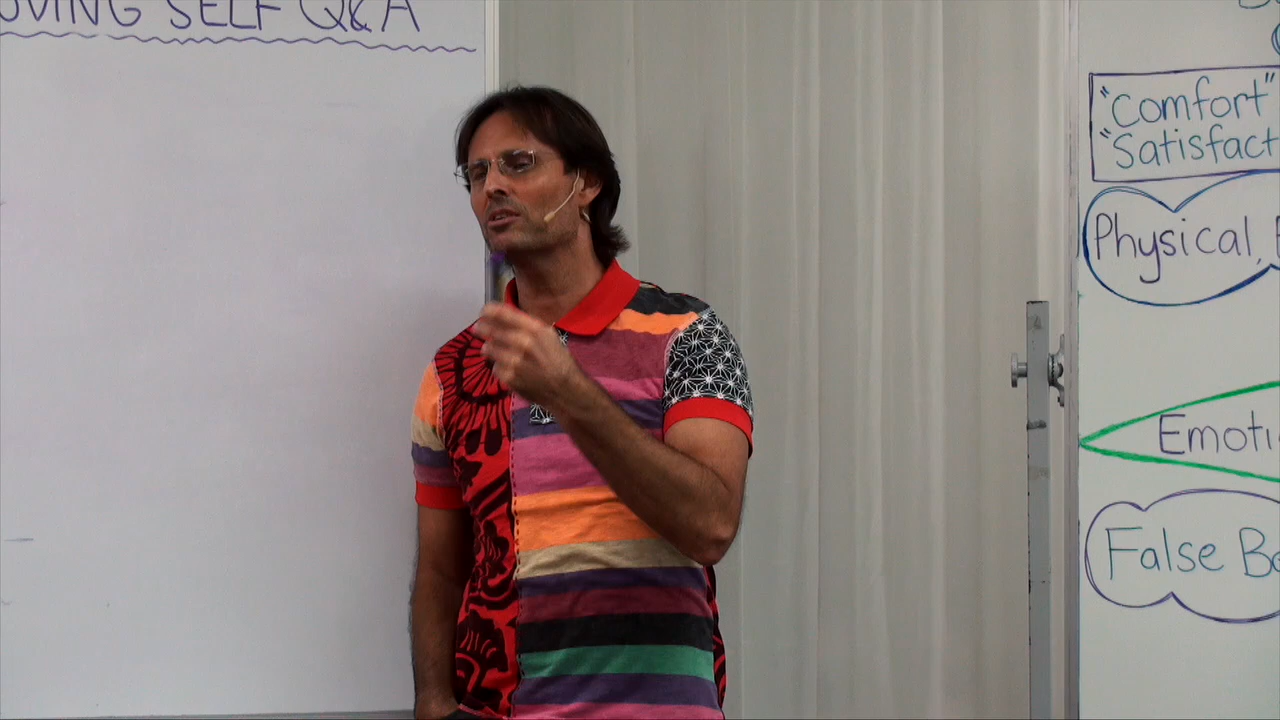 OVING SELF Q&A
"Comfort"
"Satisfact
Physical,
Emoti
False Be